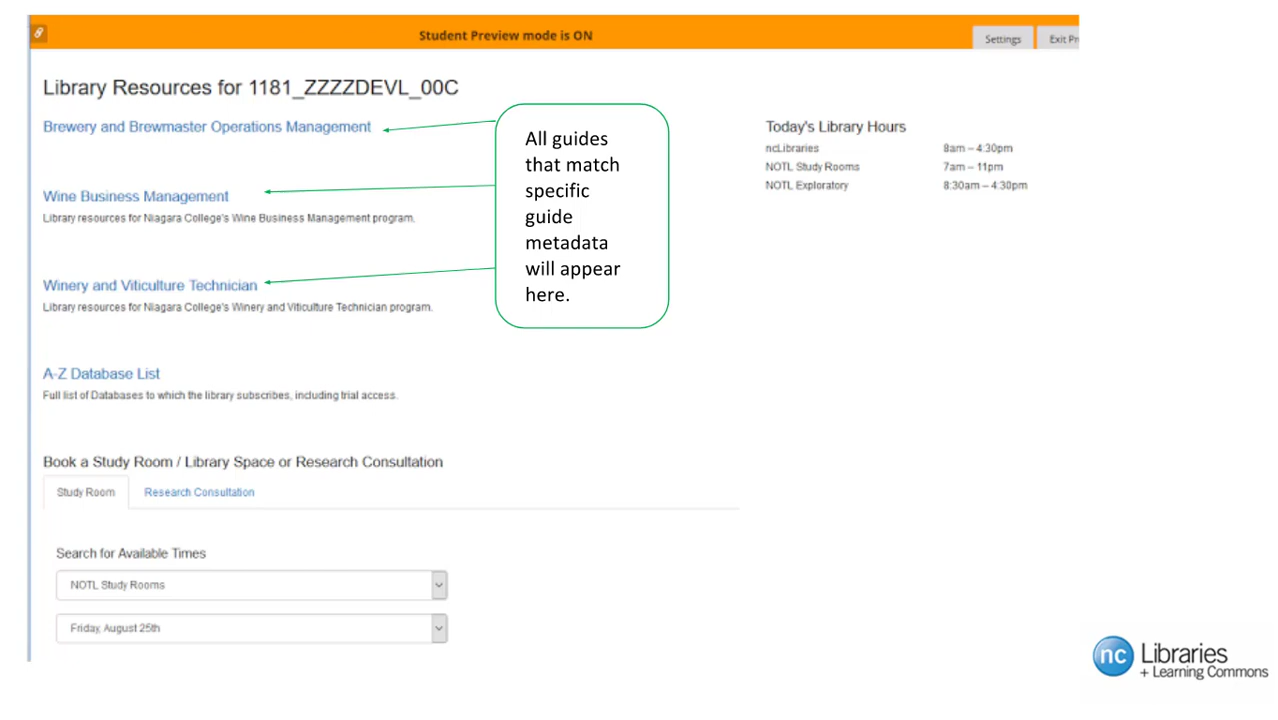 Student Preview mode is ON
Settings
Exit Pr
Library Resources for 1181_ZZZZDEVL_00C
Brewery and Brewmaster Operations Management
Wine Business Management
Library resources for Niagara College's Wine Business Management program.
Winery and Viticulture Technician
Library resources for Niagara College's Winery and Viticulture Technician program.
A-Z Database List
Full list of Databases to which the library subscribes, including trial access.
All guides
that match
specific
guide
metadata
will appear
here.
Today's Library Hours
ncLibraries 8am – 4:30pm
NOTL Study Rooms 7am – 11pm
NOTL Exploratory 8:30am – 4:30pm
Book a Study Room / Library Space or Research Consultation
Study Room Research Consultation
Search for Available Times
NOTL Study Rooms
Friday, August 25th
nc Libraries
+ Learning Commons